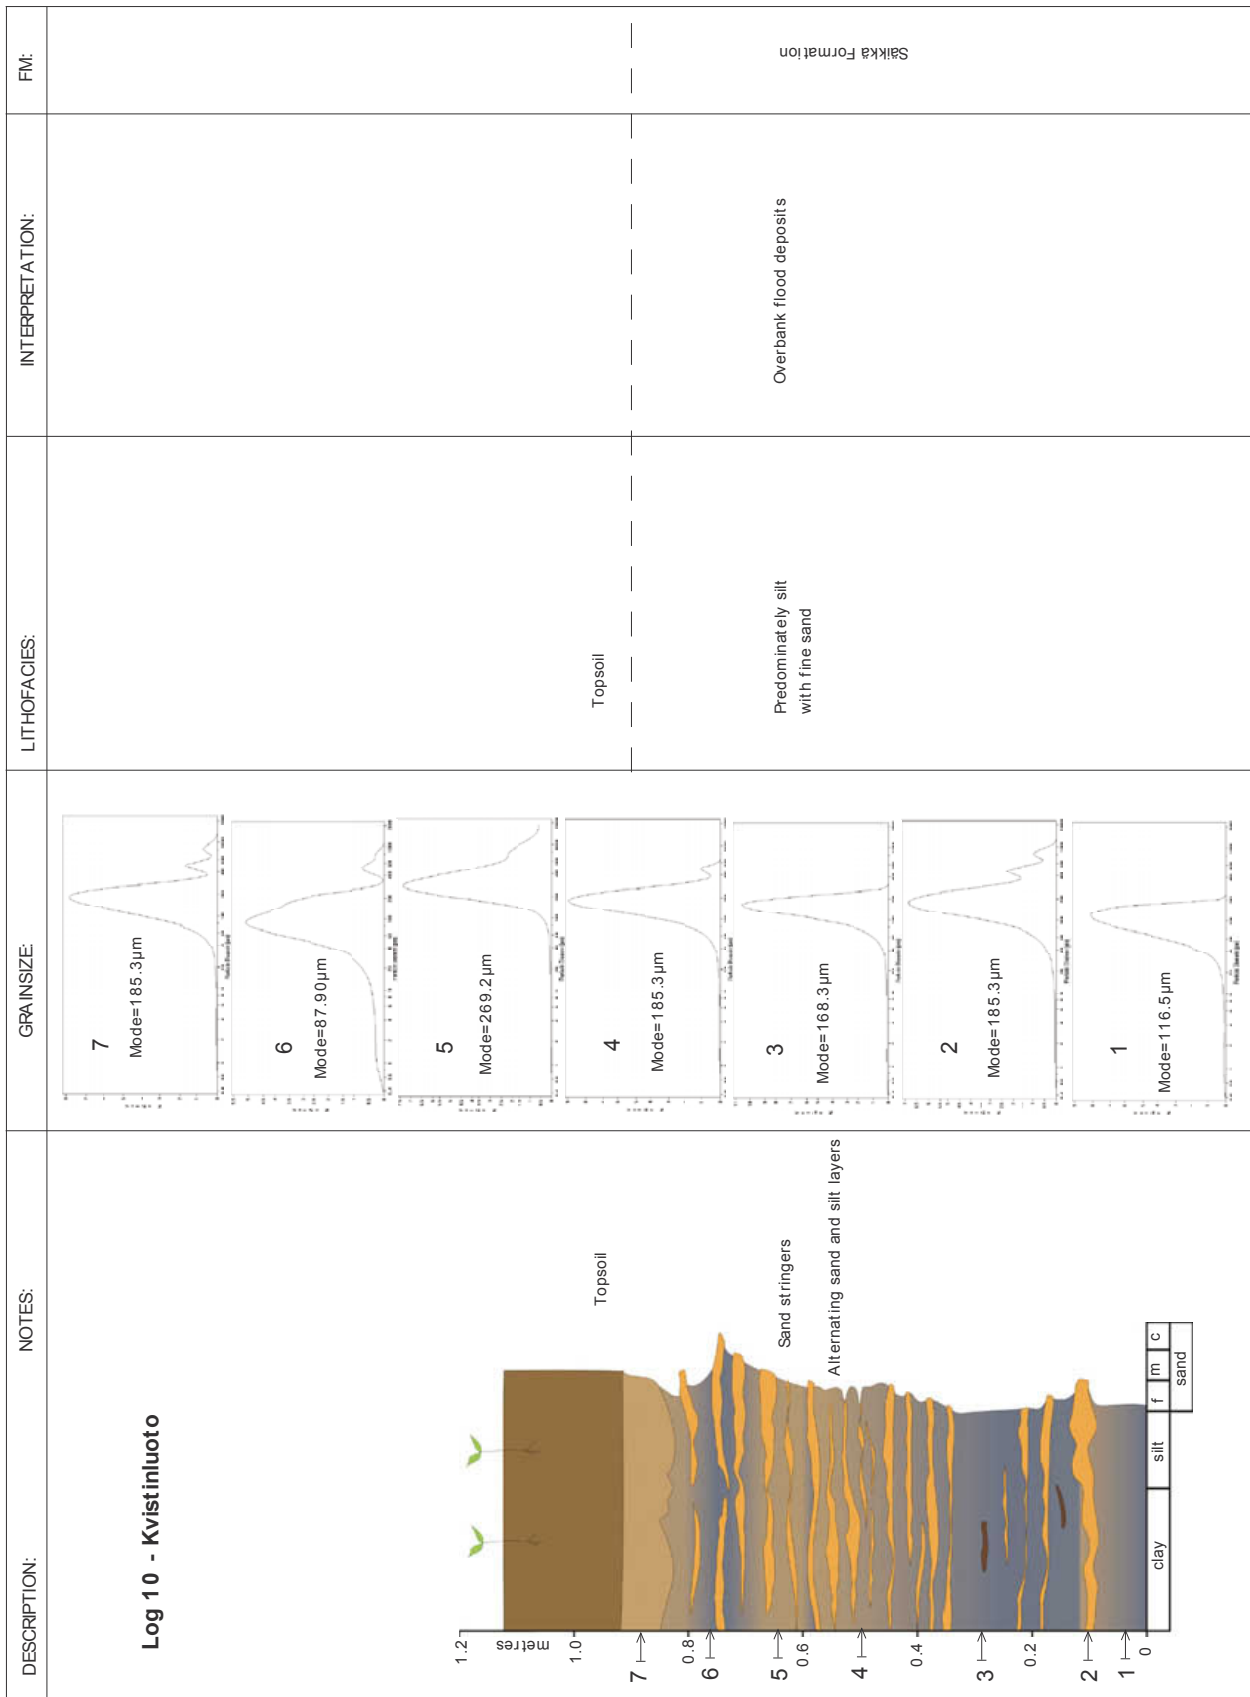 DESCRIPTION:
NOTES:
GRAINSIZE:
LITHOFACIES:
INTERPRETATION:
FM:
Log 10 - Kvistinluoto
1.2
metres
1.0
0.8
0.6
0.4
0.2
0
7
6
5
4
3
2
1
clay
silt
f
m
c
sand
Topsoil
Sand stringers
Alternating sand and silt layers
7
Mode=185.3µm
6
Mode=87.90µm
5
Mode=269.2µm
4
Mode=185.3µm
3
Mode=168.3µm
2
Mode=185.3µm
1
Mode=116.5µm
Topsoil
Predominately silt
with fine sand
Overbank flood deposits
Säikkä Formation